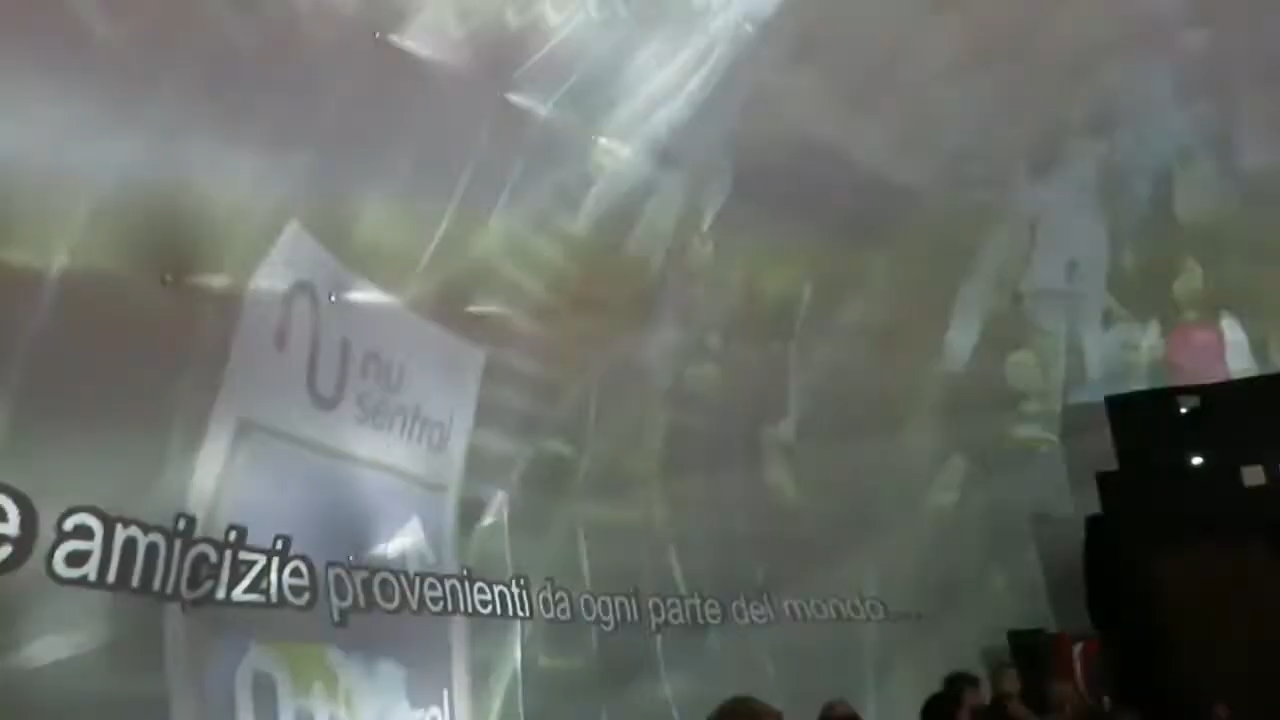 nu
sentral
e amicizie provenienti da ogni parte del mondo....